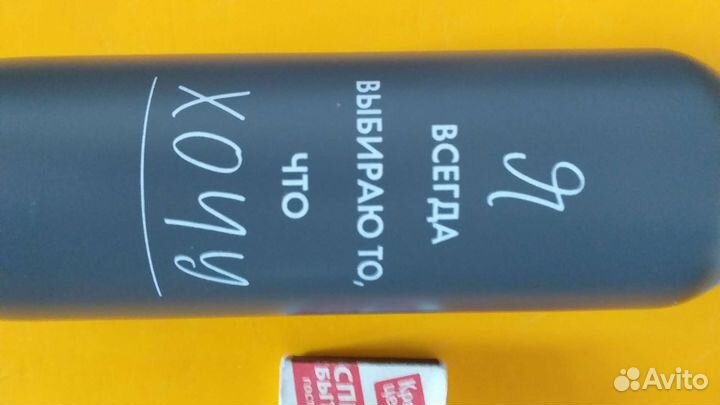 Я
ВСЕГДА
ВЫБИРАЮ ТО,
ЧТО
ХОЧУ
Avito